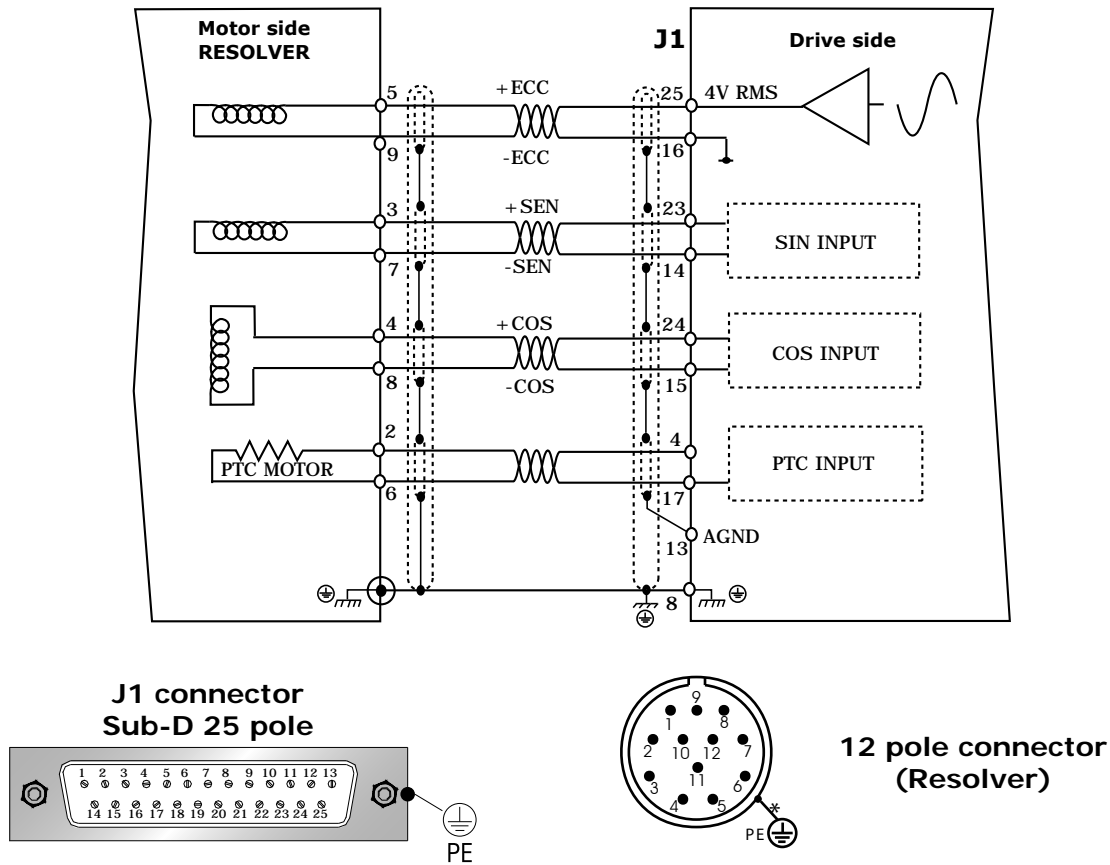 Motor side
RESOLVER
J1
Drive side
5
+ECC
25
4V RMS
9
-ECC
16
3
+SEN
23
SIN INPUT
7
-SEN
14
4
+COS
24
COS INPUT
8
-COS
15
2
4
PTC MOTOR
PTC INPUT
6
17
13
AGND
8
J1 connector
Sub-D 25 pole
1 2 3 4 5 6 7 8 9 10 11 12 13
14 15 16 17 18 19 20 21 22 23 24 25
PE
9
1 8
2 10 12 7
11
3 6
4 5
*
PE
12 pole connector
(Resolver)